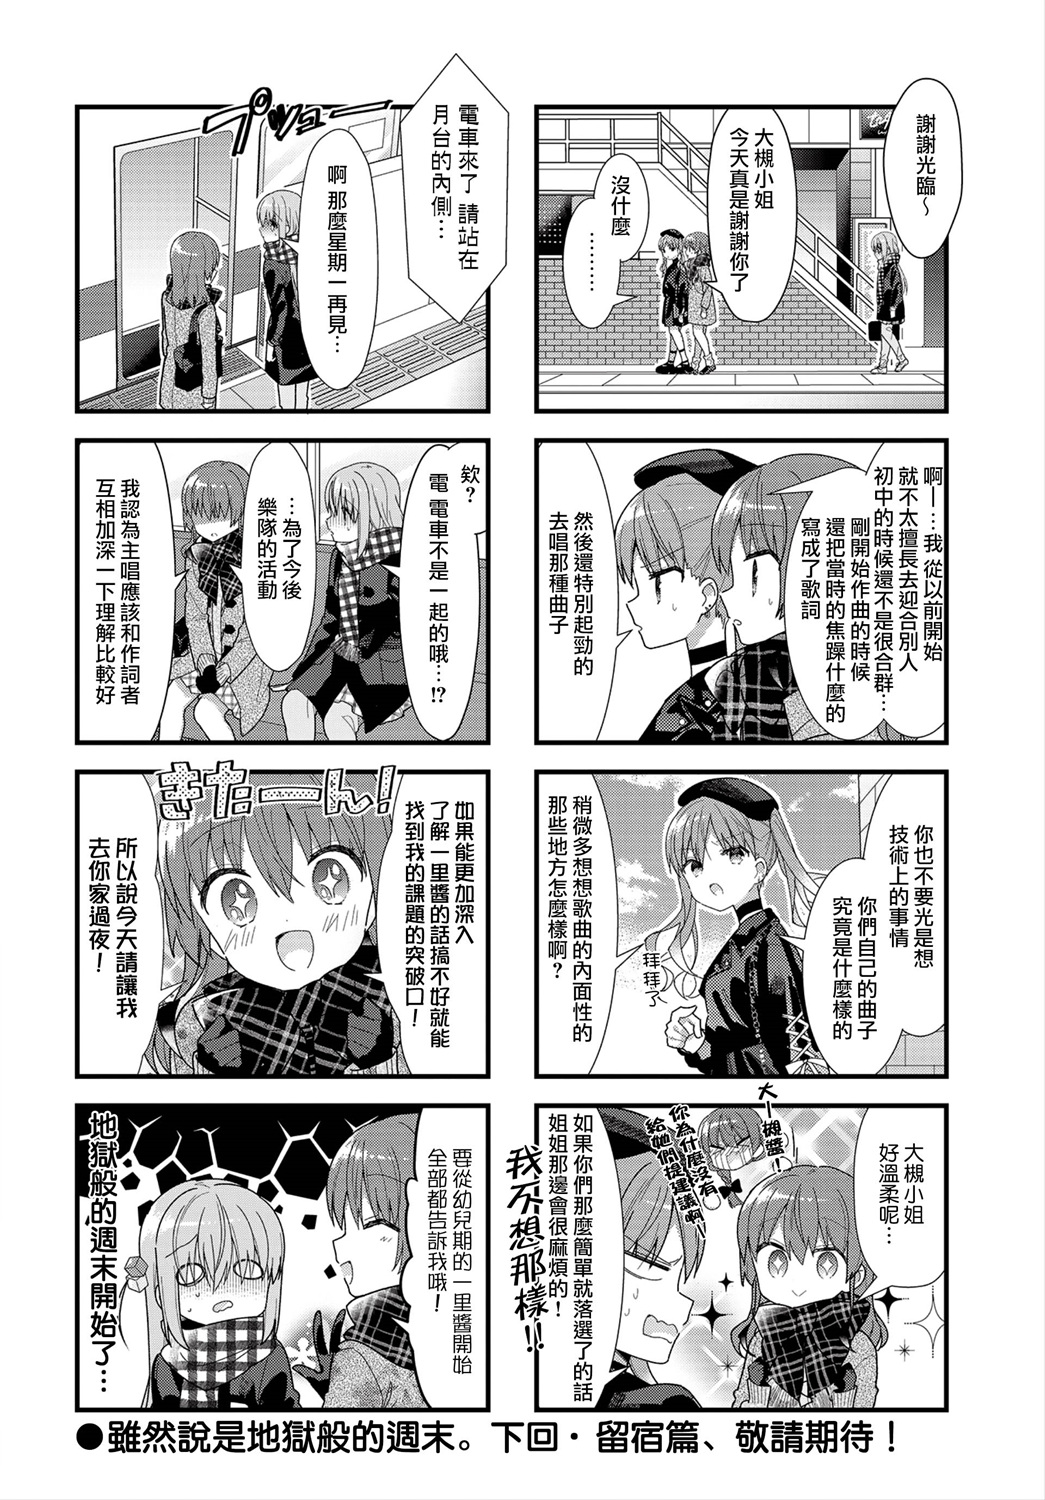 謝謝光臨～
大槻小姐
今天真是謝謝你了
沒什麼
………
啊ー…我 從以前開始
就不太擅長去迎合別人
初中的時候還不是很合群…
剛開始作曲的時候
還把當時的焦躁什麼的
寫成了歌詞
然後還特別起勁的
去唱那種曲子
你也不要光是想
技術上的事情
你們自己的曲子
究竟是什麼樣的
稍微多想想歌曲的內面性的
那些地方怎麼樣啊?
拜拜了
大槻小姐
好溫柔呢…
大ー槻醬!
你為什麼沒有
給她們提建議啊ー
如果你們那麼簡單就落選了的話
姐姐那邊會很麻煩的!
我不想那樣!!
電車來了 請站在
月台的內側…
プシュー
啊 那麼星期一再見…
欸?
電 電車不是一起的哦…!?
…為了今後
樂隊的活動
我認為主唱應該和作詞者
互相加深一下理解比較好
きたーーん!
如果能更加深入
了解一里醬的話搞不好就能
找到我的課題的突破口!
所以說今天請讓我
去你家過夜!
要從幼兒期的一里醬開始
全部都告訴我哦!
地獄般的週末開始了…
●雖然說是地獄般的週末。下回·留宿篇、敬請期待!